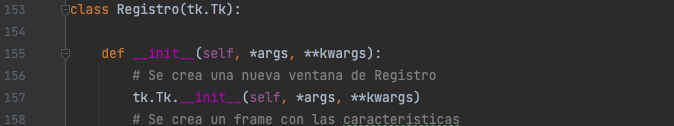 153 class Registro(tk.Tk):
154
155 def __init__(self, *args, **kwargs):
156 # Se crea una nueva ventana de Registro
157 tk.Tk.__init__(self, *args, **kwargs)
158 # Se crea un frame con las caracteristicas